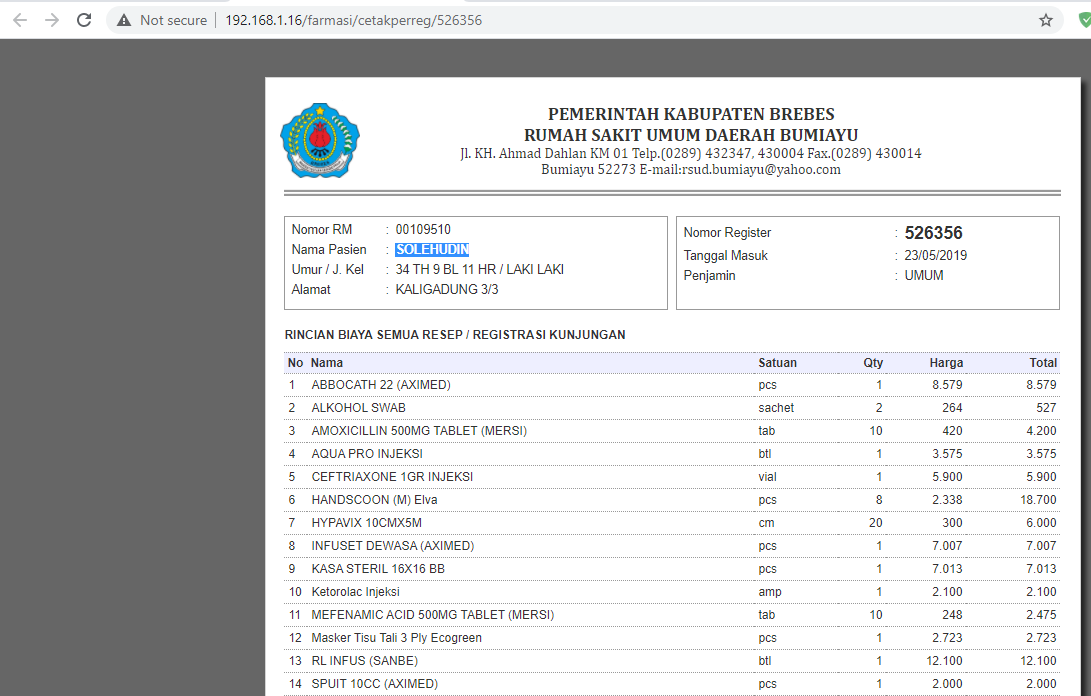 Not secure 192.168.1.16/farmasi/cetakperreg/526356
PEMERINTAH KABUPATEN BREBES
RUMAH SAKIT UMUM DAERAH BUMIAYU
Jl. KH. Ahmad Dahlan KM 01 Telp.(0289) 432347, 430004 Fax.(0289) 430014
Bumiayu 52273 E-mail:rsud.bumiayu@yahoo.com
Nomor RM : 00109510
Nama Pasien : SOLEHUDIN
Umur / J. Kel : 34 TH 9 BL 11 HR / LAKI LAKI
Alamat : KALIGADUNG 3/3
Nomor Register : 526356
Tanggal Masuk : 23/05/2019
Penjamin : UMUM
RINCIAN BIAYA SEMUA RESEP / REGISTRASI KUNJUNGAN
No Nama Satuan Qty Harga Total
1 ABBOCATH 22 (AXIMED) pcs 1 8.579 8.579
2 ALKOHOL SWAB sachet 2 264 527
3 AMOXICILLIN 500MG TABLET (MERSI) tab 10 420 4.200
4 AQUA PRO INJEKSI btl 1 3.575 3.575
5 CEFTRIAXONE 1GR INJEKSI vial 1 5.900 5.900
6 HANDSCOON (M) Elva pcs 8 2.338 18.700
7 HYPAVIX 10CMX5M cm 20 300 6.000
8 INFUSET DEWASA (AXIMED) pcs 1 7.007 7.007
9 KASA STERIL 16X16 BB pcs 1 7.013 7.013
10 Ketorolac Injeksi amp 1 2.100 2.100
11 MEFENAMIC ACID 500MG TABLET (MERSI) tab 10 248 2.475
12 Masker Tisu Tali 3 Ply Ecogreen pcs 1 2.723 2.723
13 RL INFUS (SANBE) btl 1 12.100 12.100
14 SPUIT 10CC (AXIMED) pcs 1 2.000 2.000